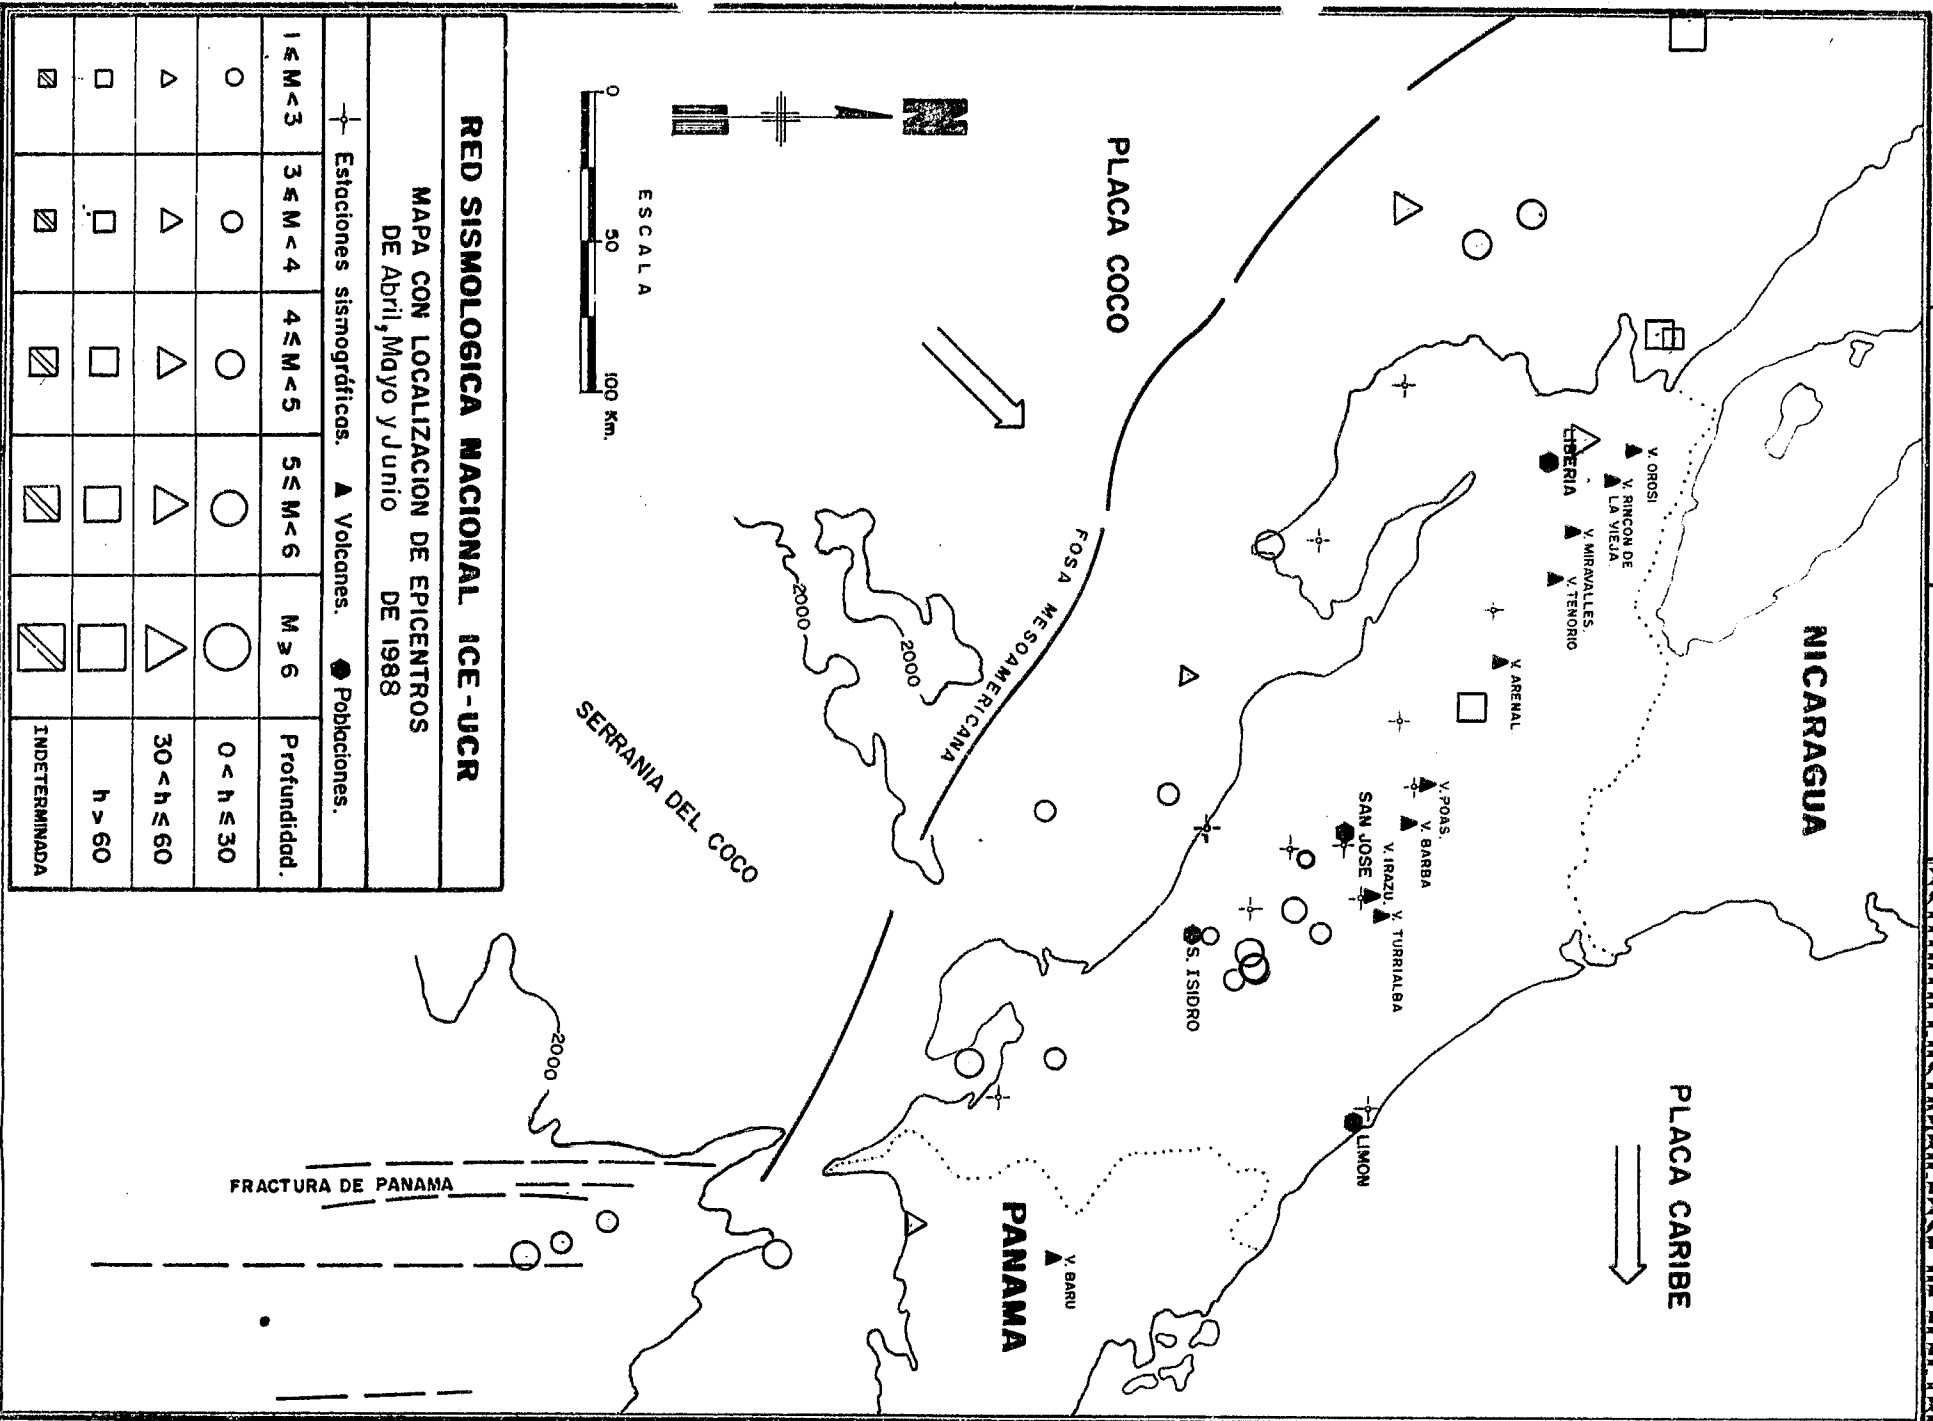 NICARAGUA
PLACA CARIBE
PLACA COCO
PANAMA
V. OROSI
V. RINCON DE
LA VIEJA.
LIBERIA
V. MIRAVALLES.
V. TENORIO
V. ARENAL
V. POAS.
V. BARBA
SAN JOSE
V. IRAZU.
V. TURRIALBA
S. ISIDRO
LIMON
V. BARU
FOSA MESOAMERICANA
2000
2000
SERRANIA DEL COCO
2000
FRACTURA DE PANAMA
N
ESCALA
0 50 100 Km.
RED SISMOLOGICA NACIONAL ICE-UCR
MAPA CON LOCALIZACION DE EPICENTROS
DE Abril, Mayo y Junio DE 1988
Estaciones sismográficas. Volcanes. Poblaciones.
1 ≤ M < 3 3 ≤ M < 4 4 ≤ M < 5 5 ≤ M < 6 M ≥ 6 Profundidad.
0 < h ≤ 30
30 < h ≤ 60
h > 60
INDETERMINADA